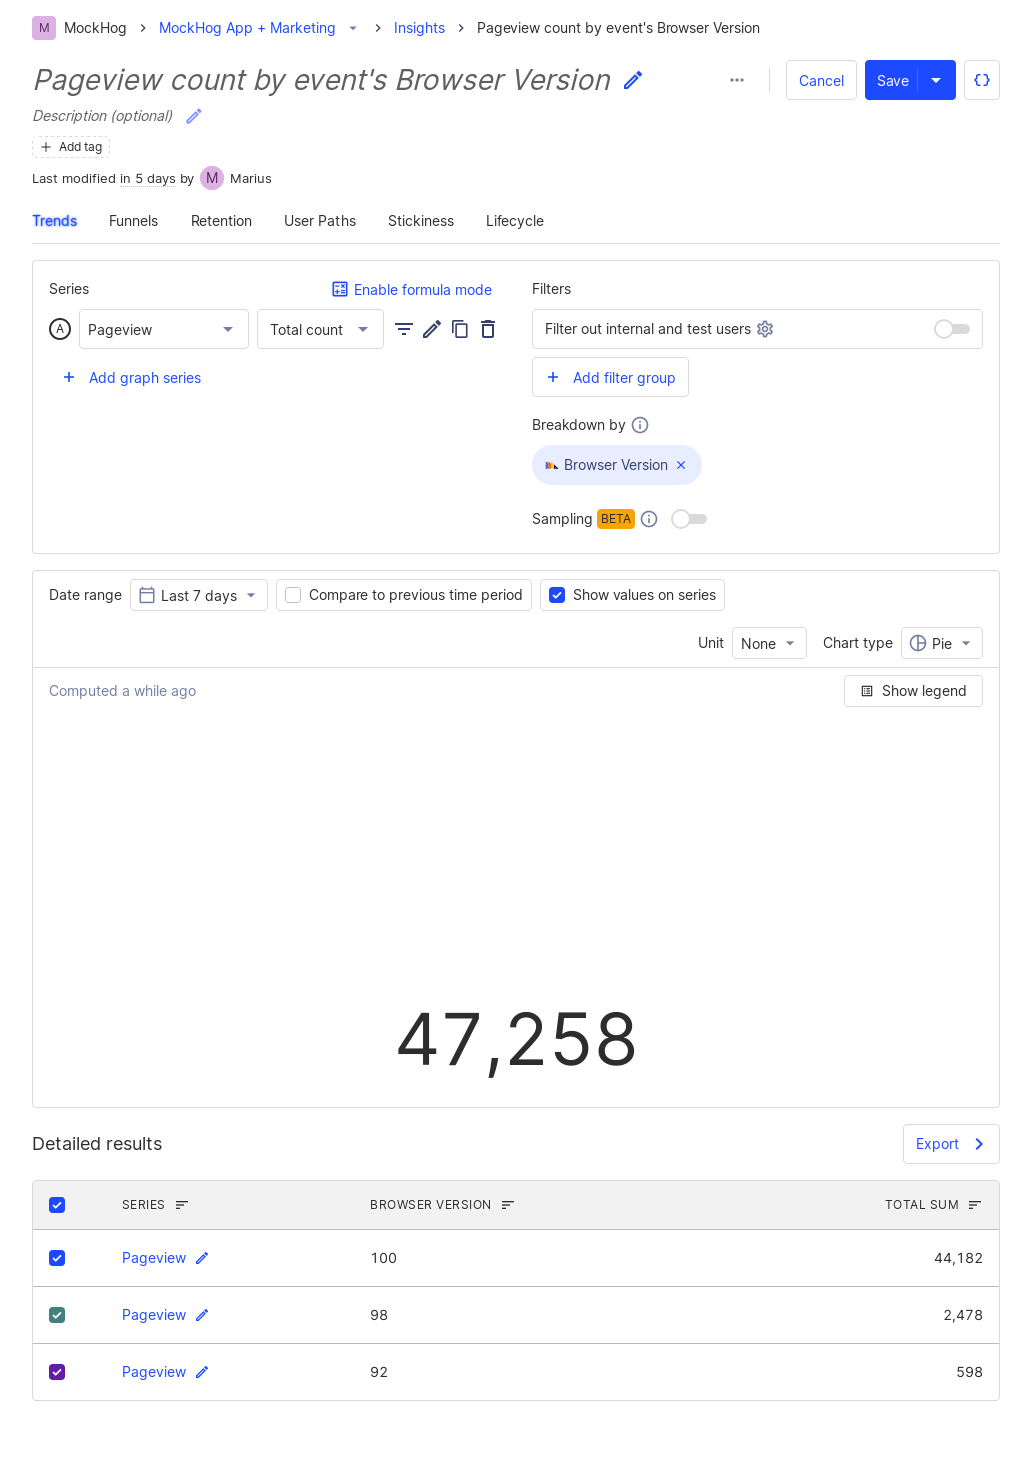 M MockHog MockHog App + Marketing Insights Pageview count by event's Browser Version
Pageview count by event's Browser Version
Cancel Save
Description (optional)
Add tag
Last modified in 5 days by M Marius
Trends Funnels Retention User Paths Stickiness Lifecycle
Series Enable formula mode
A Pageview Total count
Add graph series
Filters
Filter out internal and test users
Add filter group
Breakdown by
Browser Version
Sampling BETA
Date range Last 7 days Compare to previous time period Show values on series
Unit None Chart type Pie
Computed a while ago Show legend
47,258
Detailed results Export
SERIES BROWSER VERSION TOTAL SUM
Pageview 100 44,182
Pageview 98 2,478
Pageview 92 598